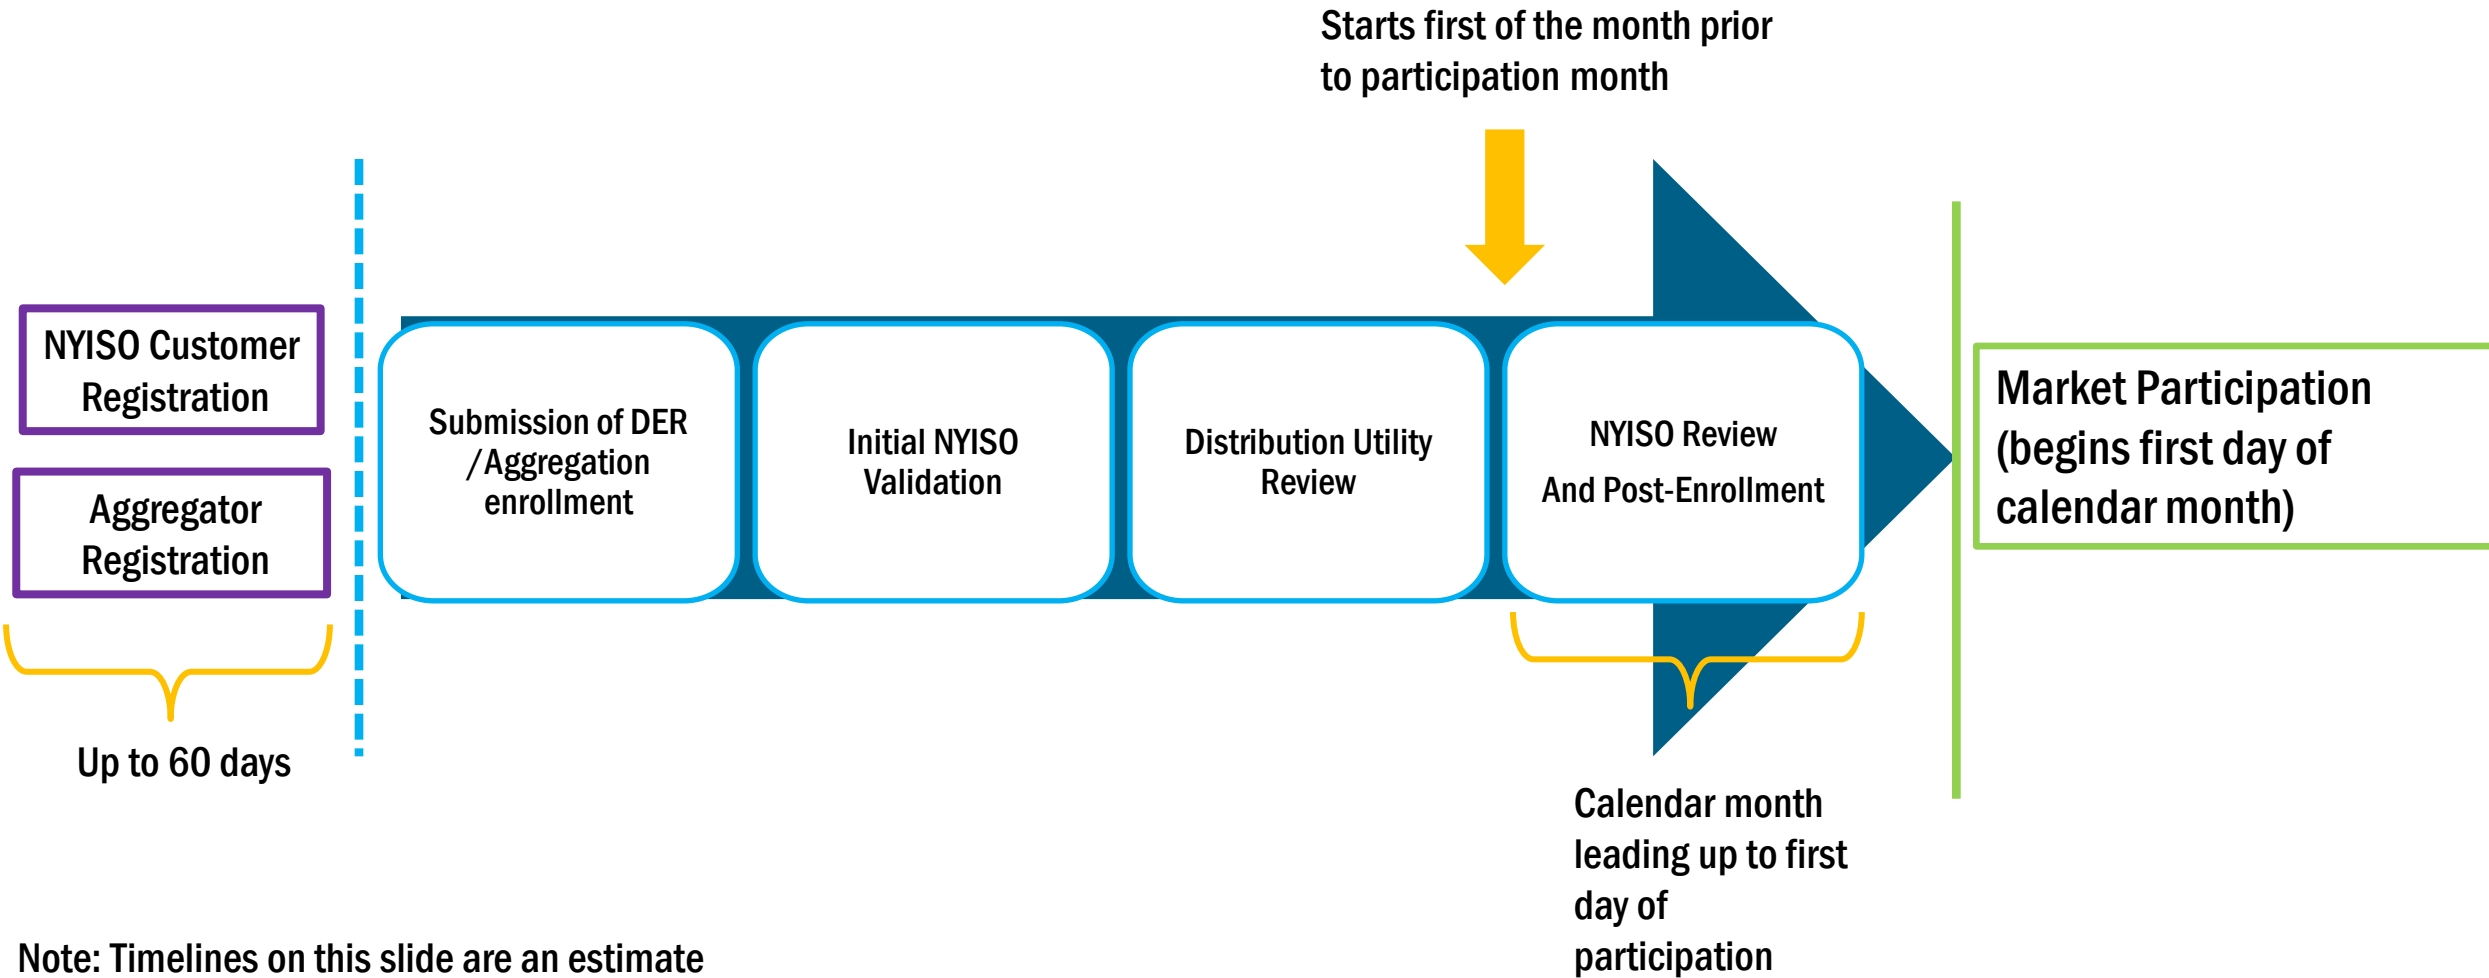 Starts first of the month prior
to participation month
NYISO Customer
Registration
Aggregator
Registration
Up to 60 days
Submission of DER
/Aggregation
enrollment
Initial NYISO
Validation
Distribution Utility
Review
NYISO Review
And Post-Enrollment
Market Participation
(begins first day of
calendar month)
Calendar month
leading up to first
day of
participation
Note: Timelines on this slide are an estimate